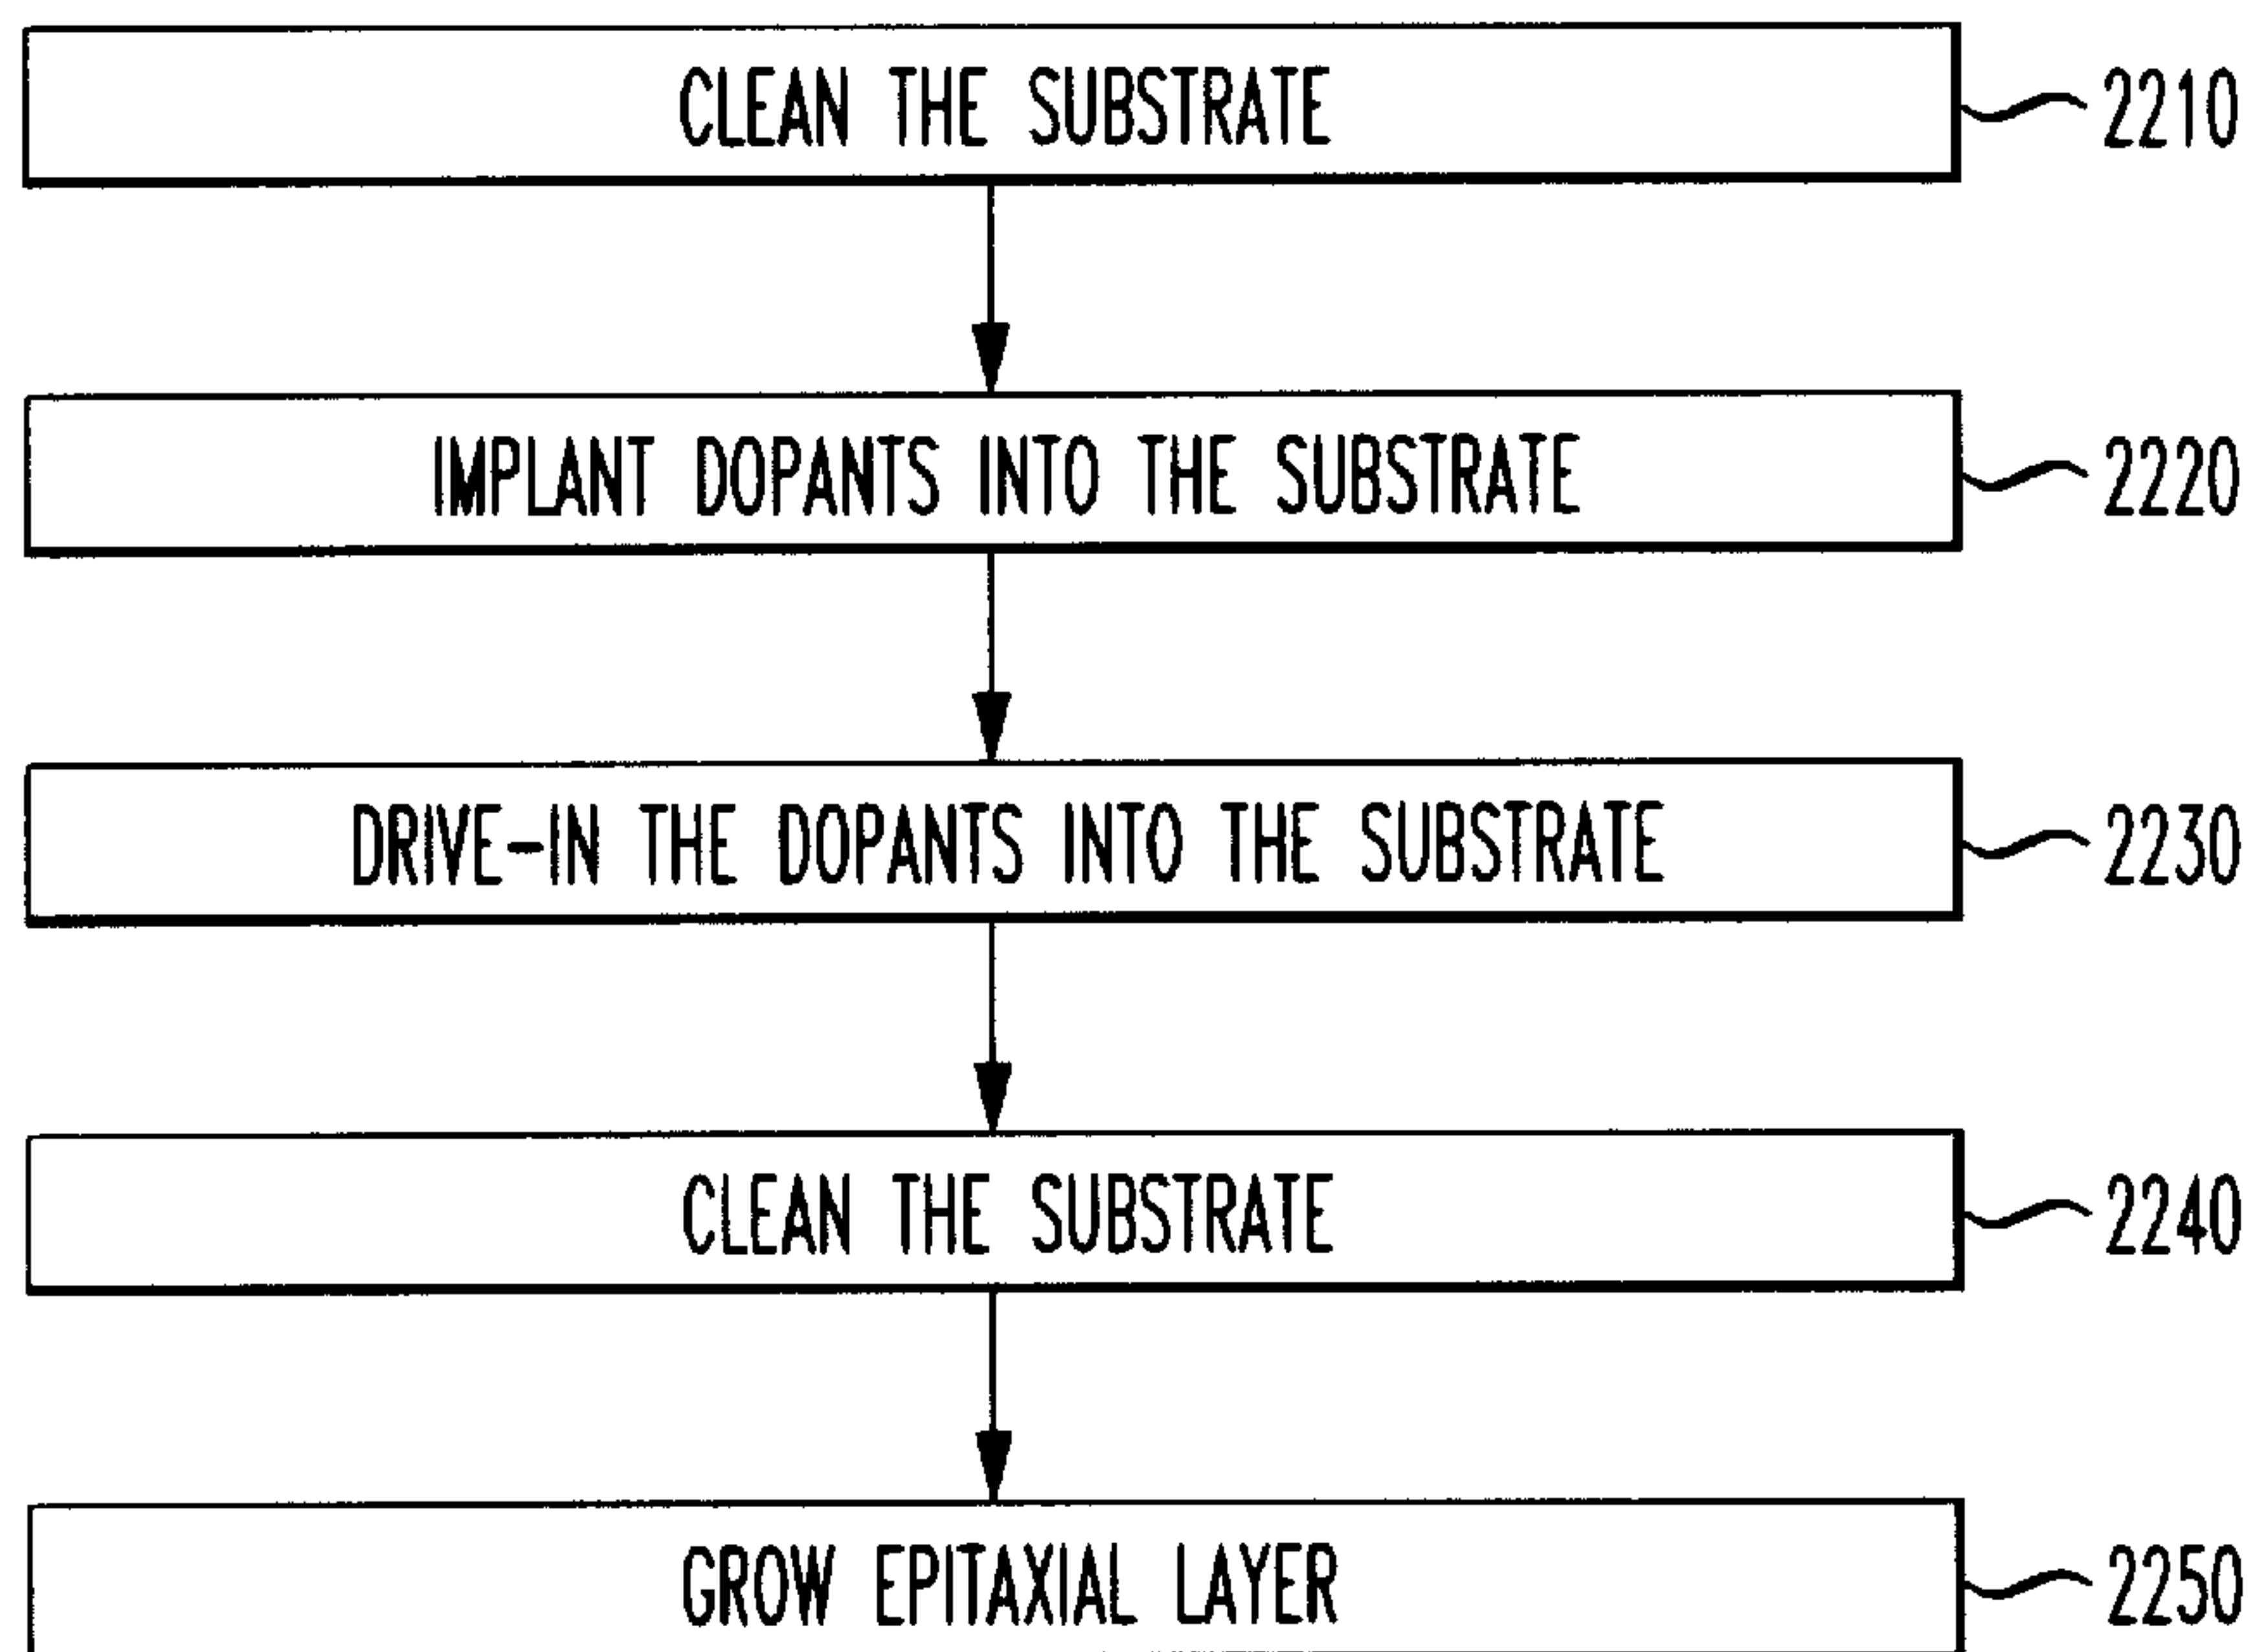 CLEAN THE SUBSTRATE 2210
IMPLANT DOPANTS INTO THE SUBSTRATE 2220
DRIVE-IN THE DOPANTS INTO THE SUBSTRATE 2230
CLEAN THE SUBSTRATE 2240
GROW EPITAXIAL LAYER 2250